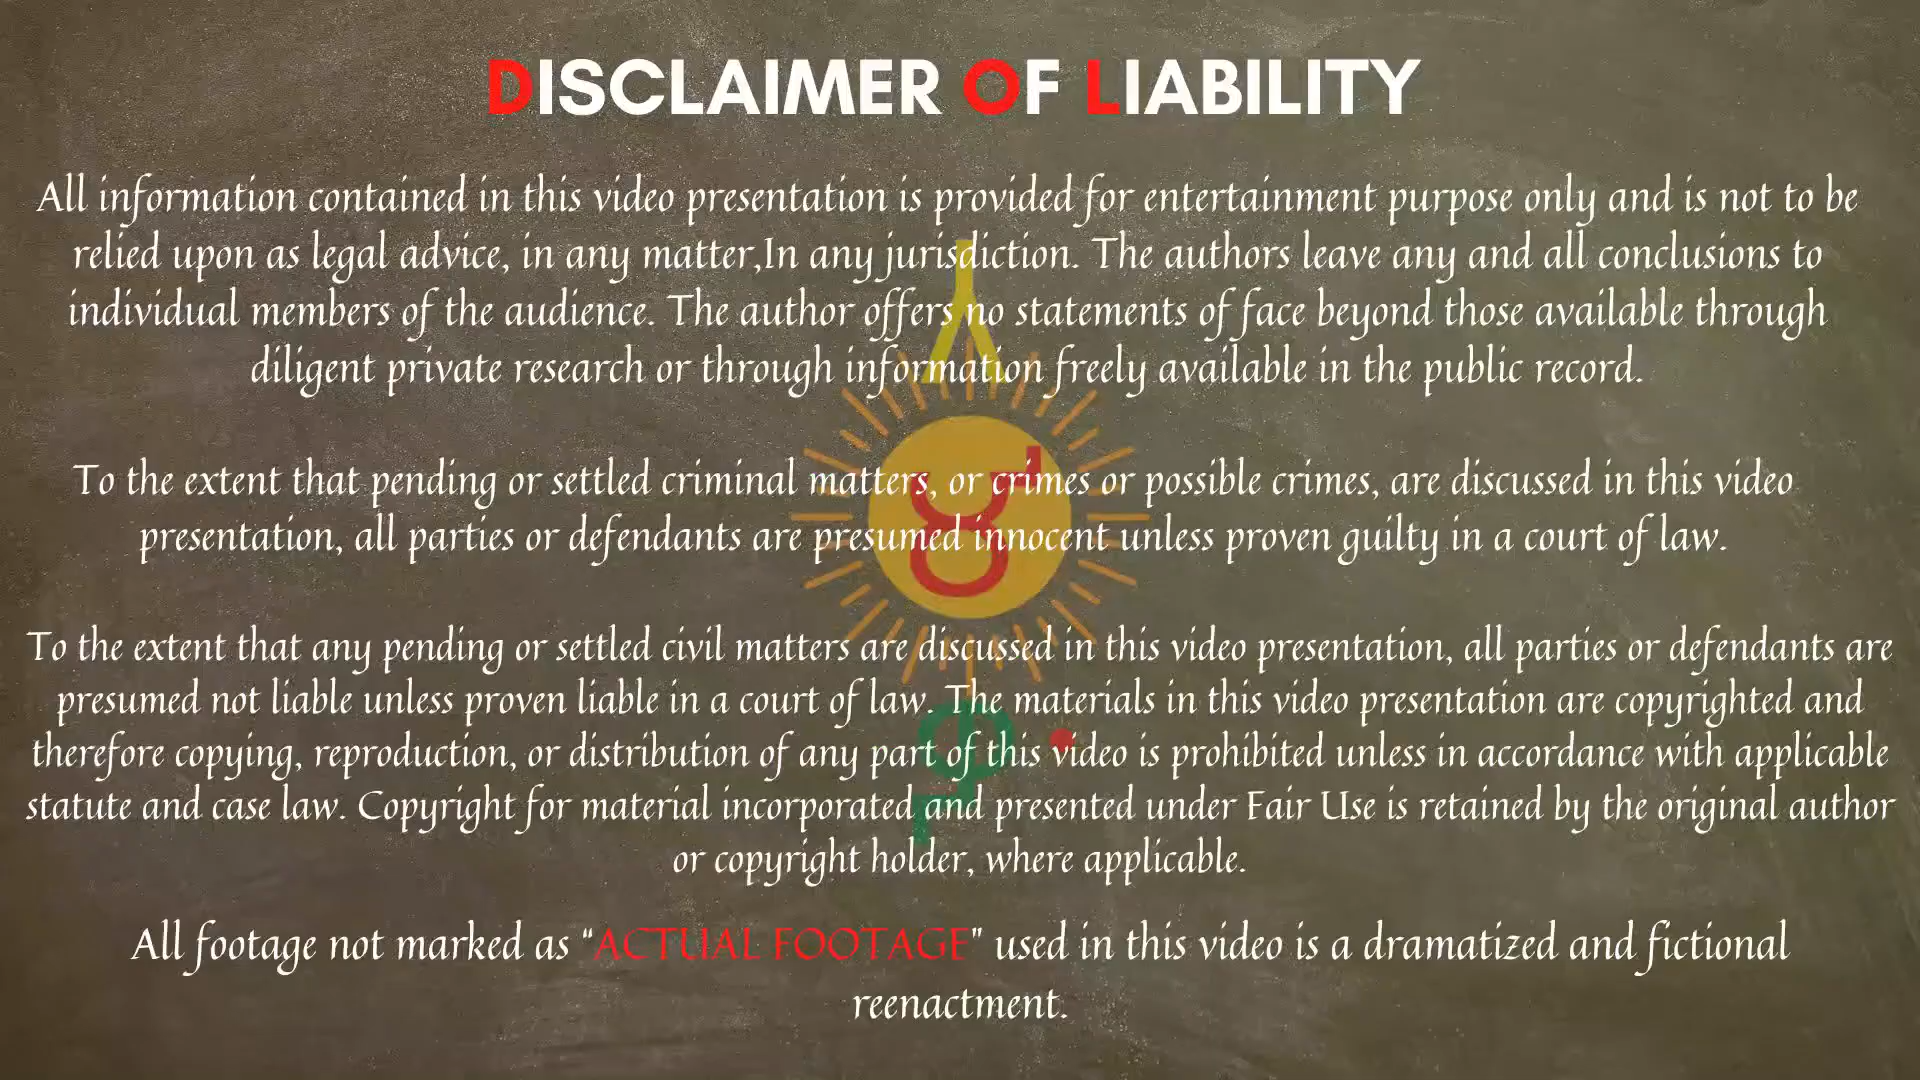 DISCLAIMER OF LIABILITY
All information contained in this video presentation is provided for entertainment purpose only and is not to be
relied upon as legal advice, in any matter,In any jurisdiction. The authors leave any and all conclusions to
individual members of the audience. The author offers no statements of face beyond those available through
diligent private research or through information freely available in the public record.
To the extent that pending or settled criminal matters, or crimes or possible crimes, are discussed in this video
presentation, all parties or defendants are presumed innocent unless proven guilty in a court of law.
To the extent that any pending or settled civil matters are discussed in this video presentation, all parties or defendants are
presumed not liable unless proven liable in a court of law. The materials in this video presentation are copyrighted and
therefore copying, reproduction, or distribution of any part of this video is prohibited unless in accordance with applicable
statute and case law. Copyright for material incorporated and presented under Fair Use is retained by the original author
or copyright holder, where applicable.
All footage not marked as “ACTUAL FOOTAGE” used in this video is a dramatized and fictional
reenactment.